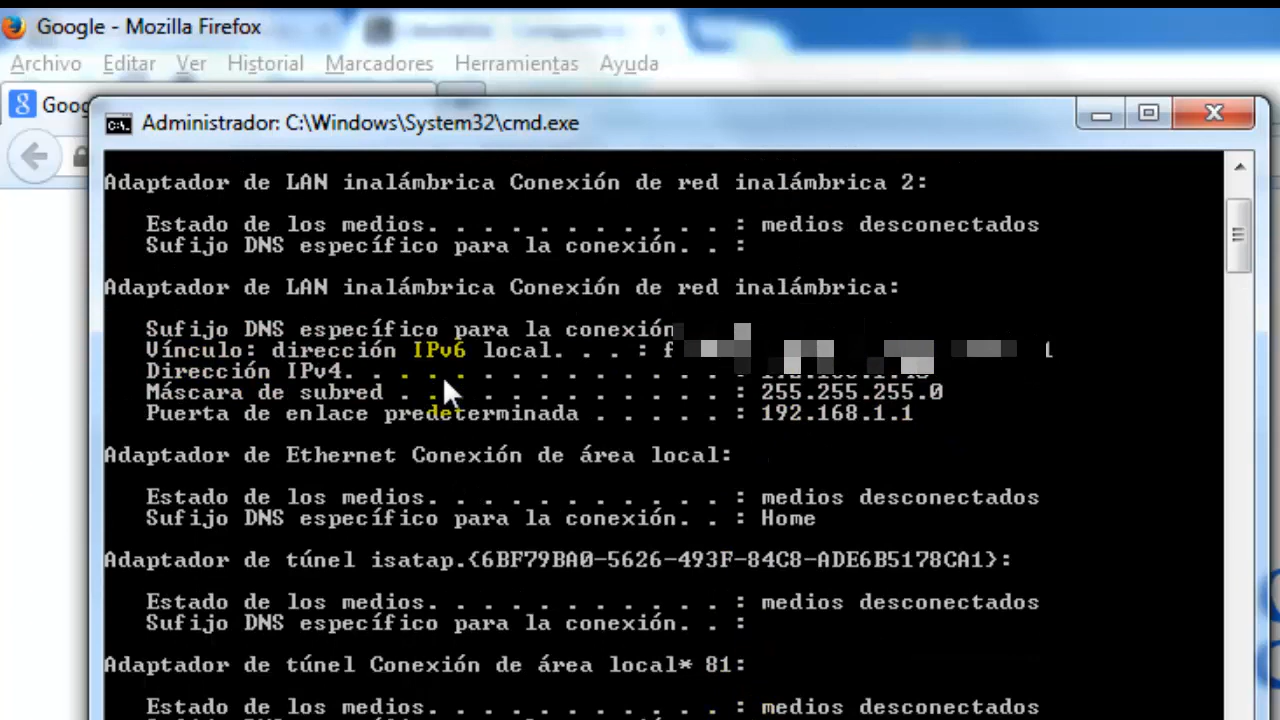 Google - Mozilla Firefox
Archivo Editar Ver Historial Marcadores Herramientas Ayuda
Goog
Administrador: C:\Windows\System32\cmd.exe
Adaptador de LAN inalámbrica Conexión de red inalámbrica 2:
Estado de los medios. . . . . . . . . . . : medios desconectados
Sufijo DNS específico para la conexión. . :
Adaptador de LAN inalámbrica Conexión de red inalámbrica:
Sufijo DNS específico para la conexión
Vínculo: dirección IPv6 local. . . : f
Dirección IPv4. . . . . . . . . . . . . . :
Máscara de subred . . . . . . . . . . . . : 255.255.255.0
Puerta de enlace predeterminada . . . . . : 192.168.1.1
Adaptador de Ethernet Conexión de área local:
Estado de los medios. . . . . . . . . . . : medios desconectados
Sufijo DNS específico para la conexión. . : Home
Adaptador de túnel isatap.{6BF79BA0-5626-493F-84C8-ADE6B5178CA1}:
Estado de los medios. . . . . . . . . . . : medios desconectados
Sufijo DNS específico para la conexión. . :
Adaptador de túnel Conexión de área local* 81:
Estado de los medios. . . . . . . . . . . : medios desconectados